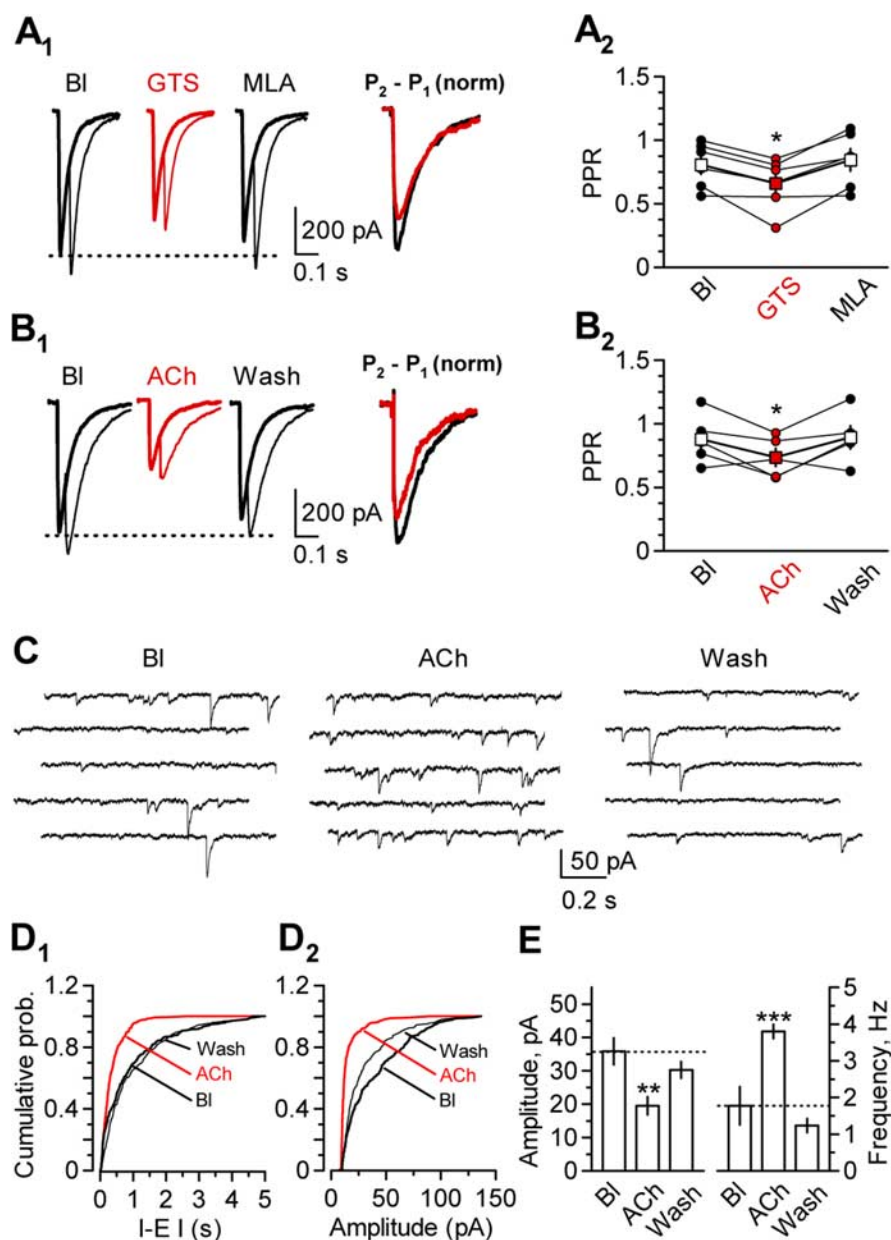 A1
Bl GTS MLA
P2 - P1 (norm)
200 pA
0.1 s
A2
1.5
1
0.5
0
PPR
*
Bl GTS MLA
B1
Bl ACh Wash
P2 - P1 (norm)
200 pA
0.1 s
B2
1.5
1
0.5
0
PPR
*
Bl ACh Wash
C
Bl ACh Wash
50 pA
0.2 s
D1
Cumulative prob.
1.2
0.8
0.4
0
Wash
ACh
Bl
0 1 2 3 4 5
I-E I (s)
D2
1.2
0.8
0.4
0
Wash
ACh
Bl
0 50 100 150
Amplitude (pA)
E
Amplitude, pA
50
40
30
20
10
0
**
***
5
4
3
2
1
0
Frequency, Hz
Bl ACh Wash Bl ACh Wash